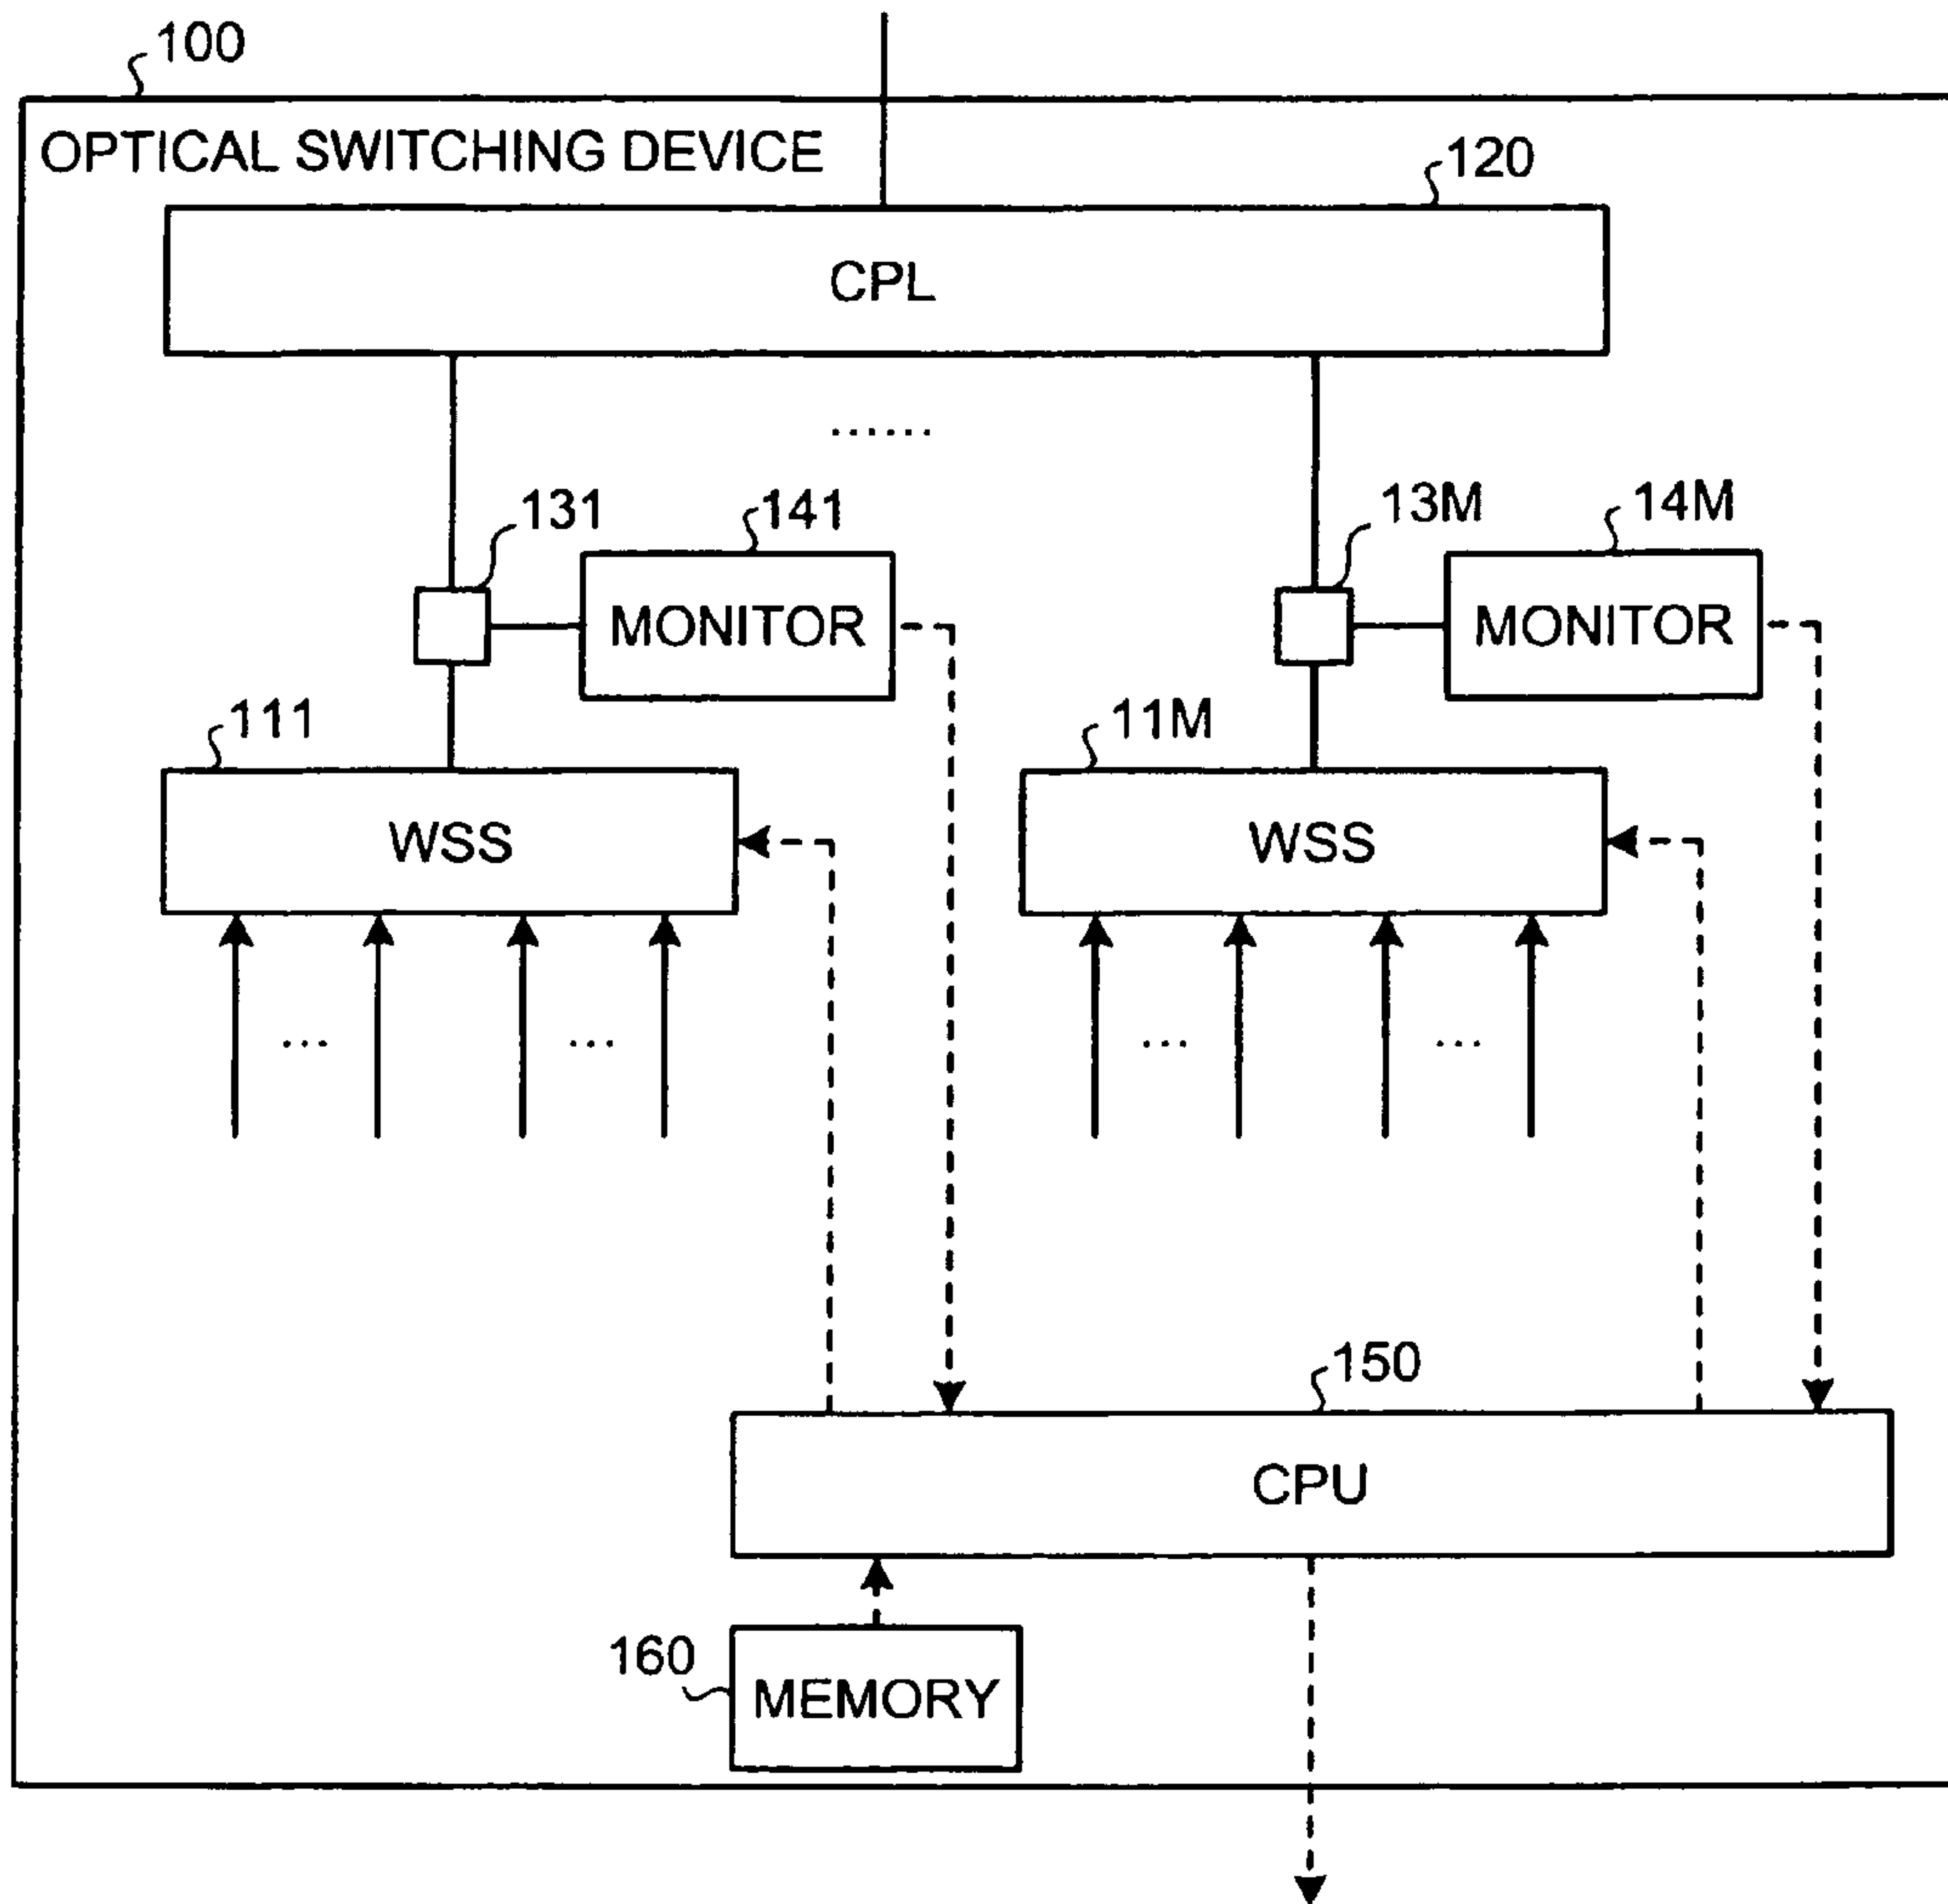 100
OPTICAL SWITCHING DEVICE
120
CPL
......
131
141
13M
14M
MONITOR
MONITOR
111
11M
WSS
WSS
...
...
...
...
150
CPU
160
MEMORY